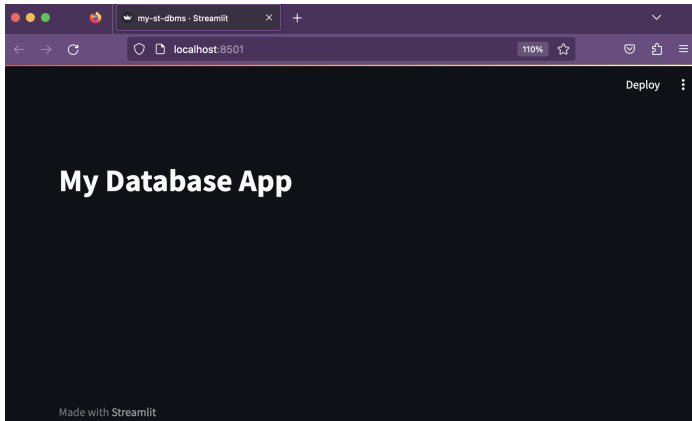 my-st-dbms · Streamlit
localhost:8501 110%
Deploy
My Database App
Made with Streamlit